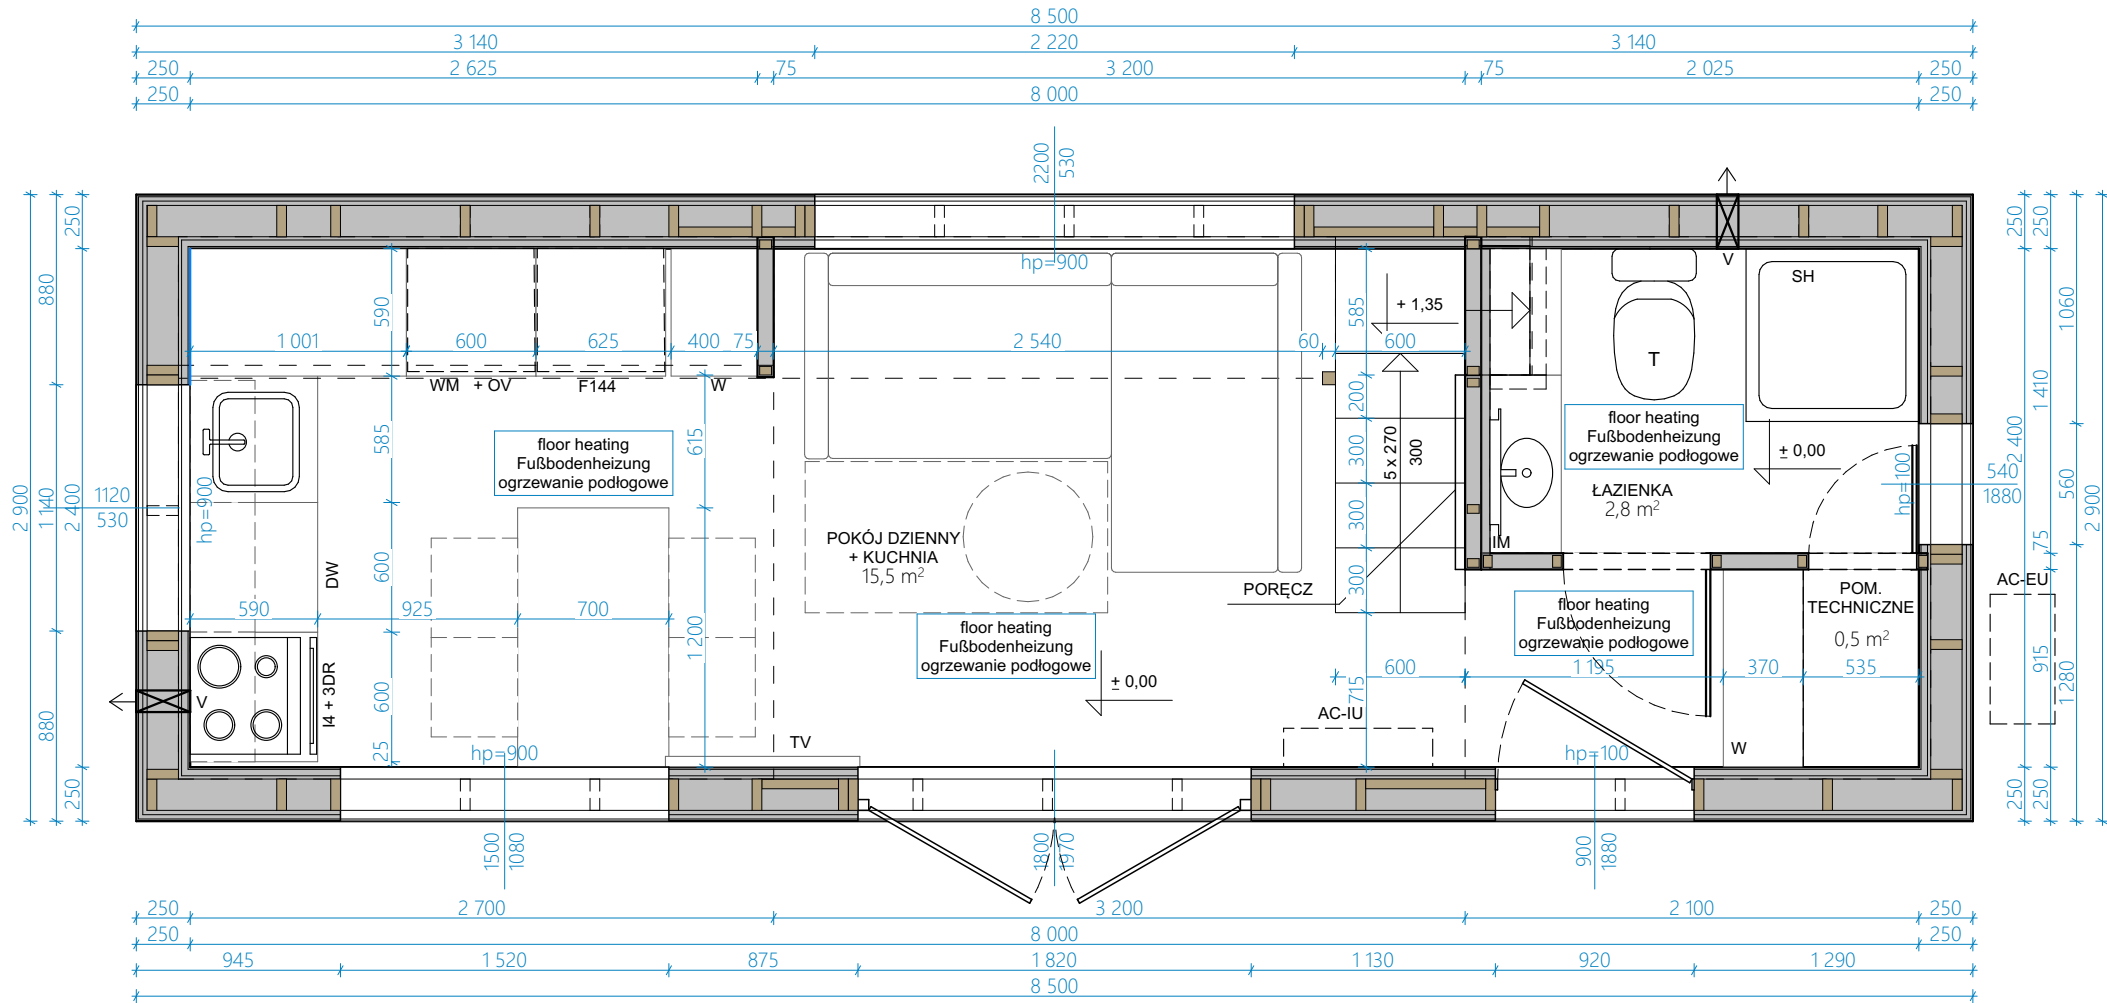 8 500
3 140
2 220
3 140
250
2 625
75
3 200
75
2 025
250
250
8 000
250
2200
530
hp=900
V
SH
T
+ 1,35
585
590
1 001
600
625
400
75
2 540
60
600
WM + OV
F144
W
200
300
300
300
5 x 270
300
615
585
600
600
25
floor heating
Fußbodenheizung
ogrzewanie podłogowe
floor heating
Fußbodenheizung
ogrzewanie podłogowe
± 0,00
ŁAZIENKA
2,8 m²
IM
hp=100
540
1880
hp=900
1120
530
DW
POKÓJ DZIENNY
+ KUCHNIA
15,5 m²
PORĘCZ
590
925
700
1 200
floor heating
Fußbodenheizung
ogrzewanie podłogowe
floor heating
Fußbodenheizung
ogrzewanie podłogowe
POM.
TECHNICZNE
0,5 m²
AC-EU
600
1 195
370
535
715
± 0,00
AC-IU
I4 + 3DR
V
TV
W
hp=900
hp=100
1500
1080
1800
1970
900
1880
250
880
1 140
880
250
2 400
2 900
250
250
1 060
1 410
2 400
560
75
915
1 280
2 900
250
250
250
2 700
3 200
2 100
250
250
8 000
250
945
1 520
875
1 820
1 130
920
1 290
8 500